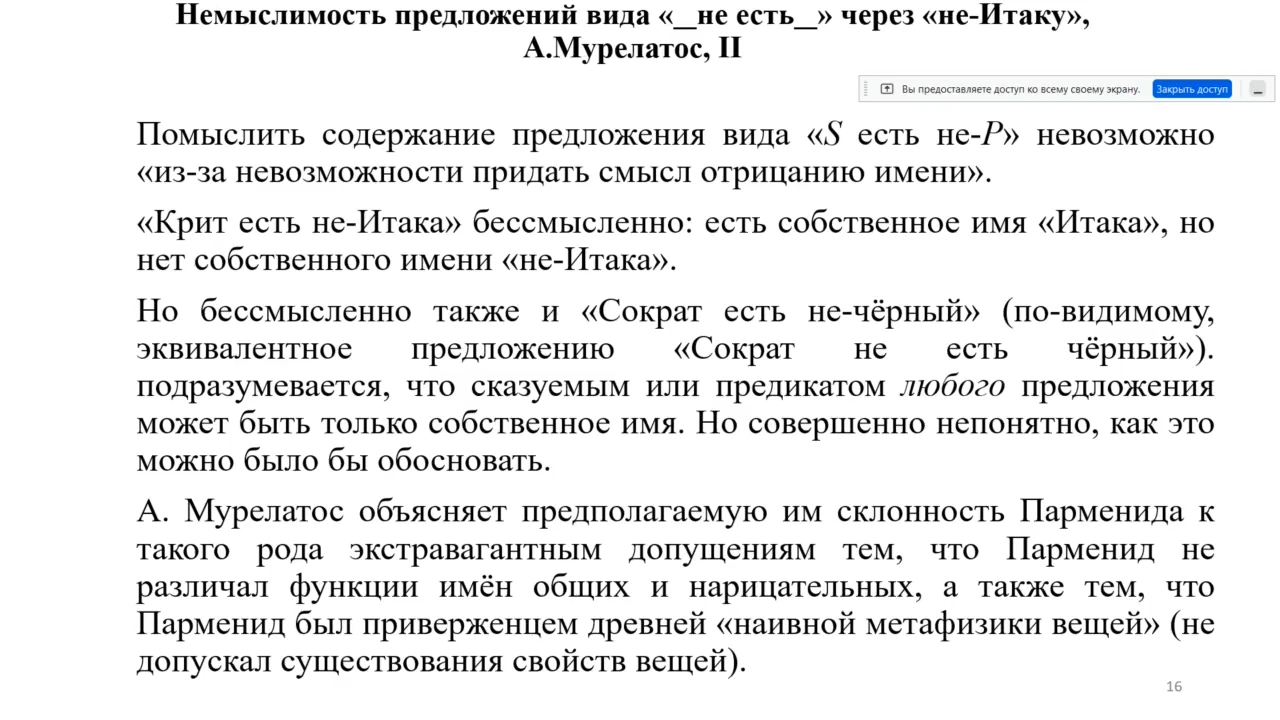 Немыслимость предложений вида «_не есть_» через «не-Итаку»,
А.Мурелатос, II
Вы предоставляете доступ ко всему своему экрану. Закрыть доступ
Помыслить содержание предложения вида «S есть не-P» невозможно
«из-за невозможности придать смысл отрицанию имени».
«Крит есть не-Итака» бессмысленно: есть собственное имя «Итака», но
нет собственного имени «не-Итака».
Но бессмысленно также и «Сократ есть не-чёрный» (по-видимому,
эквивалентное предложению «Сократ не есть чёрный»).
подразумевается, что сказуемым или предикатом любого предложения
может быть только собственное имя. Но совершенно непонятно, как это
можно было бы обосновать.
А. Мурелатос объясняет предполагаемую им склонность Парменида к
такого рода экстравагантным допущениям тем, что Парменид не
различал функции имён общих и нарицательных, а также тем, что
Парменид был приверженцем древней «наивной метафизики вещей» (не
допускал существования свойств вещей).
16